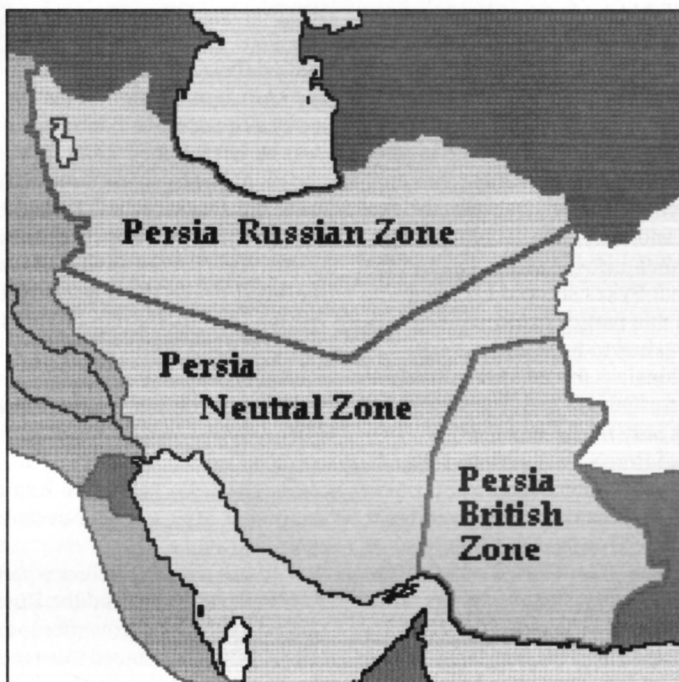 Persia Russian Zone
Persia
Neutral Zone
Persia
British
Zone